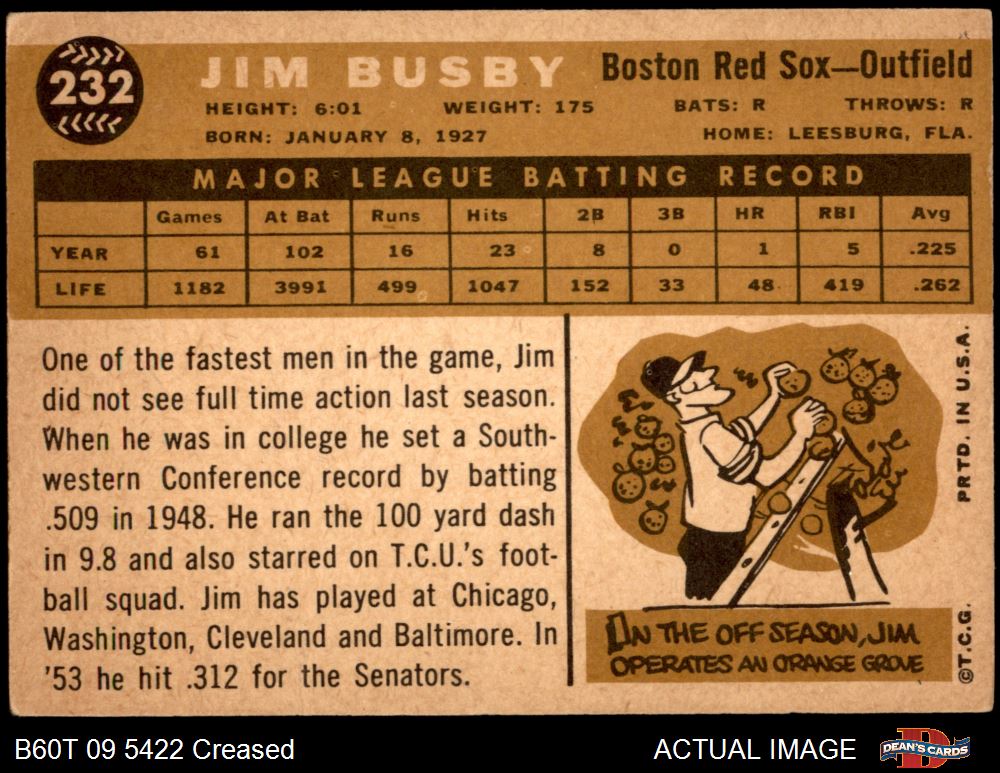 232
JIM BUSBY
Boston Red Sox—Outfield
HEIGHT: 6:01 WEIGHT: 175 BATS: R THROWS: R
BORN: JANUARY 8, 1927 HOME: LEESBURG, FLA.
MAJOR LEAGUE BATTING RECORD
Games At Bat Runs Hits 2B 3B HR RBI Avg
YEAR 61 102 16 23 8 0 1 5 .225
LIFE 1182 3991 499 1047 152 33 48 419 .262
One of the fastest men in the game, Jim
did not see full time action last season.
When he was in college he set a South-
western Conference record by batting
.509 in 1948. He ran the 100 yard dash
in 9.8 and also starred on T.C.U.'s foot-
ball squad. Jim has played at Chicago,
Washington, Cleveland and Baltimore. In
'53 he hit .312 for the Senators.
IN THE OFF SEASON, JIM
OPERATES AN ORANGE GROVE
©T.C.G. PRTD. IN U.S.A.
B60T 09 5422 Creased
ACTUAL IMAGE
DEAN'S CARDS